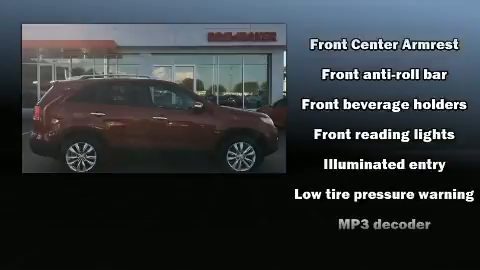 Front Center Armrest
Front anti-roll bar
Front beverage holders
Front reading lights
Illuminated entry
Low tire pressure warning
MP3 decoder